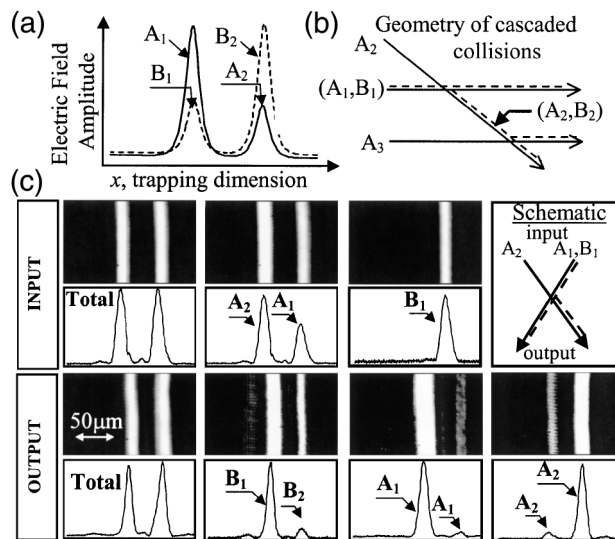 (a)
A1
B2
B1
A2
Electric Field
Amplitude
x, trapping dimension
(b)
Geometry of cascaded
collisions
A2
(A1,B1)
(A2,B2)
A3
(c)
INPUT
Total
A2
A1
B1
Schematic
input
A2
A1,B1
output
OUTPUT
50μm
Total
B1
B2
A1
A1
A2
A2